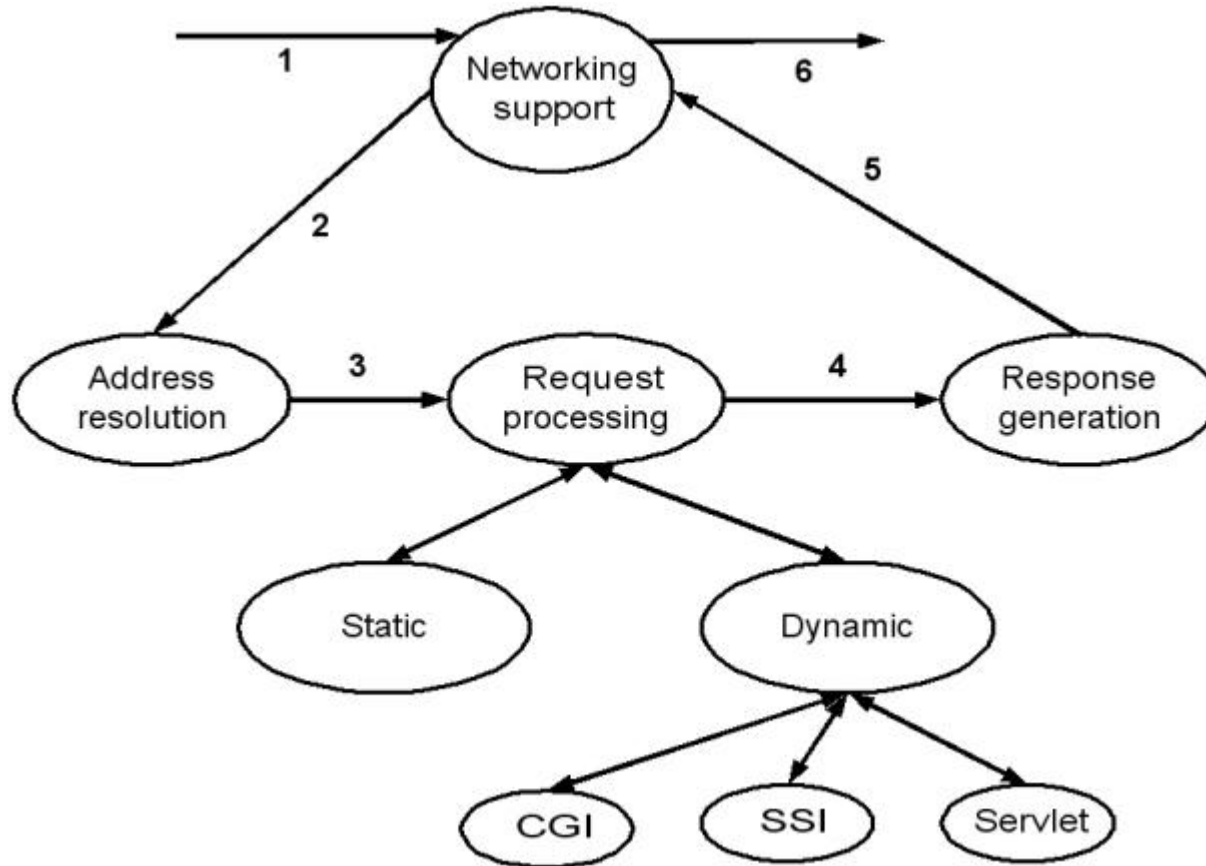 1
Networking
support
6
2
5
Address
resolution
3
Request
processing
4
Response
generation
Static
Dynamic
CGI
SSI
Servlet